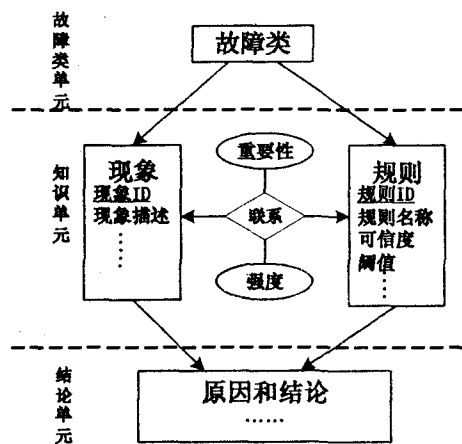 故障类单元
故障类
知识单元
现象
现象ID
现象描述
……
重要性
联系
强度
规则
规则ID
规则名称
可信度
阈值
……
结论单元
原因和结论
……